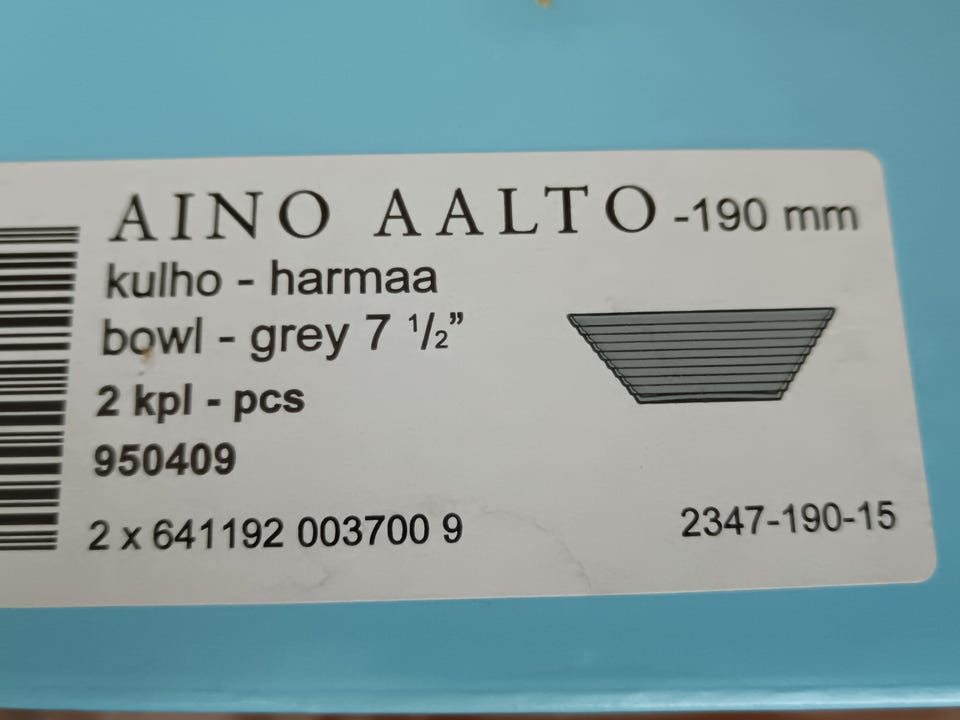 AINO AALTO -190 mm
kulho - harmaa
bowl - grey 7 1/2”
2 kpl - pcs
950409
2 x 641192 003700 9
2347-190-15